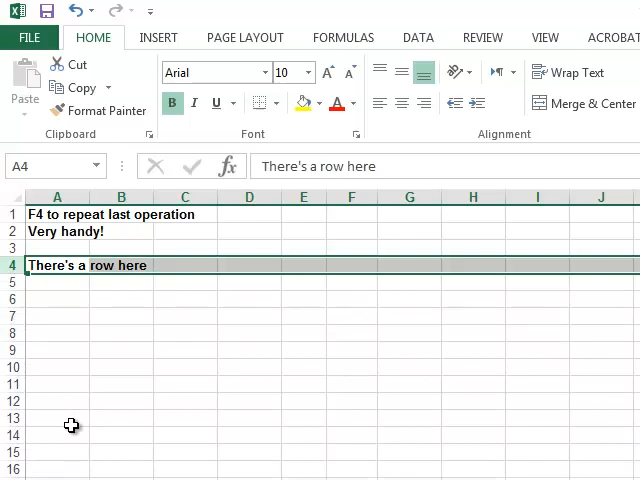 FILE HOME INSERT PAGE LAYOUT FORMULAS DATA REVIEW VIEW ACROBAT
Paste
Cut
Copy
Format Painter
Clipboard
Arial 10 A A
B I U A
Font
Wrap Text
Merge & Center
Alignment
A4 fx There's a row here
A B C D E F G H I J
1 F4 to repeat last operation
2 Very handy!
3
4 There's a row here
5
6
7
8
9
10
11
12
13
14
15
16